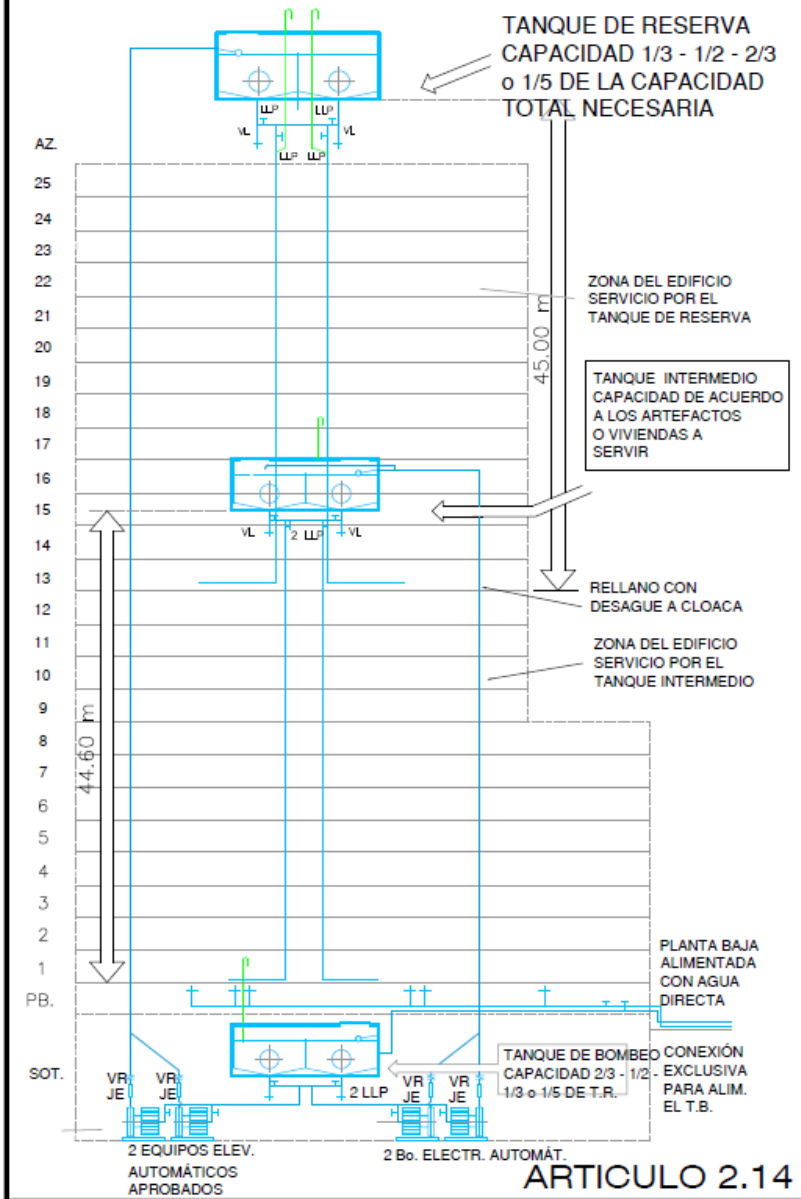 TANQUE DE RESERVA
CAPACIDAD 1/3 - 1/2 - 2/3
o 1/5 DE LA CAPACIDAD
TOTAL NECESARIA
LLP LLP
VL VL
LLP LLP
AZ.
25
24
23
22
21
20
19
18
17
16
15
14
13
12
11
10
9
8
7
6
5
4
3
2
1
PB.
SOT.
ZONA DEL EDIFICIO
SERVICIO POR EL
TANQUE DE RESERVA
45.00 m
TANQUE INTERMEDIO
CAPACIDAD DE ACUERDO
A LOS ARTEFACTOS
O VIVIENDAS A
SERVIR
VL 2 LLP VL
RELLANO CON
DESAGUE A CLOACA
ZONA DEL EDIFICIO
SERVICIO POR EL
TANQUE INTERMEDIO
44.60 m
PLANTA BAJA
ALIMENTADA
CON AGUA
DIRECTA
TANQUE DE BOMBEO
CAPACIDAD 2/3 - 1/2 -
1/3 o 1/5 DE T.R.
CONEXIÓN
EXCLUSIVA
PARA ALIM.
EL T.B.
VR VR
JE JE
2 LLP
VR VR
JE JE
2 EQUIPOS ELEV.
AUTOMÁTICOS
APROBADOS
2 Bo. ELECTR. AUTOMÁT.
ARTICULO 2.14